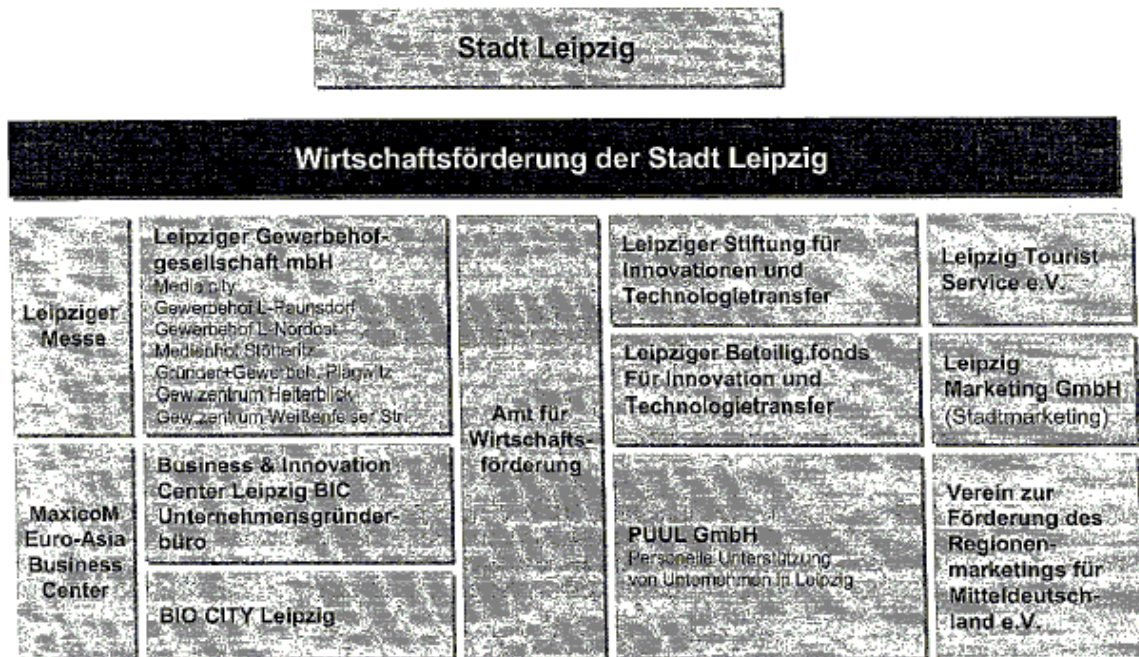 Stadt Leipzig
Wirtschaftsförderung der Stadt Leipzig
Leipziger
Messe
MaxicoM
Euro-Asia
Business
Center
Leipziger Gewerbehof-
gesellschaft mbH
Media city
Gewerbehof L-Paunsdorf
Gewerbehof L-Nordost
Medienhof Stötteritz
Gründer+Gewerbeh. Plagwitz
Gew.zentrum Heiterblick
Gew.zentrum Weißenfelser Str.
Business & Innovation
Center Leipzig BIC
Unternehmensgründer-
büro
BIO CITY Leipzig
Amt für
Wirtschafts-
förderung
Leipziger Stiftung für
Innovationen und
Technologietransfer
Leipziger Beteilig.fonds
Für Innovation und
Technologietransfer
PUUL GmbH
Personelle Unterstützung
von Unternehmen in Leipzig
Leipzig Tourist
Service e.V.
Leipzig
Marketing GmbH
(Stadtmarketing)
Verein zur
Förderung des
Regionen-
marketings für
Mitteldeutsch-
land e.V.